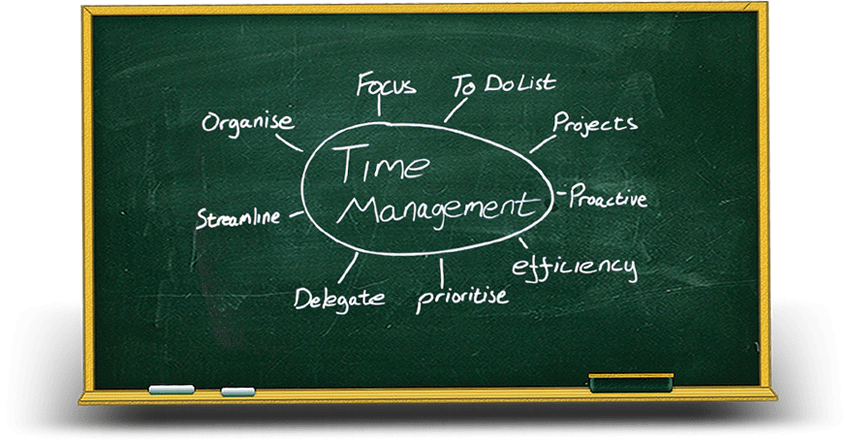 Focus
To Do List
Organise
Projects
Time
Management
Proactive
Streamline
efficiency
Delegate
prioritise